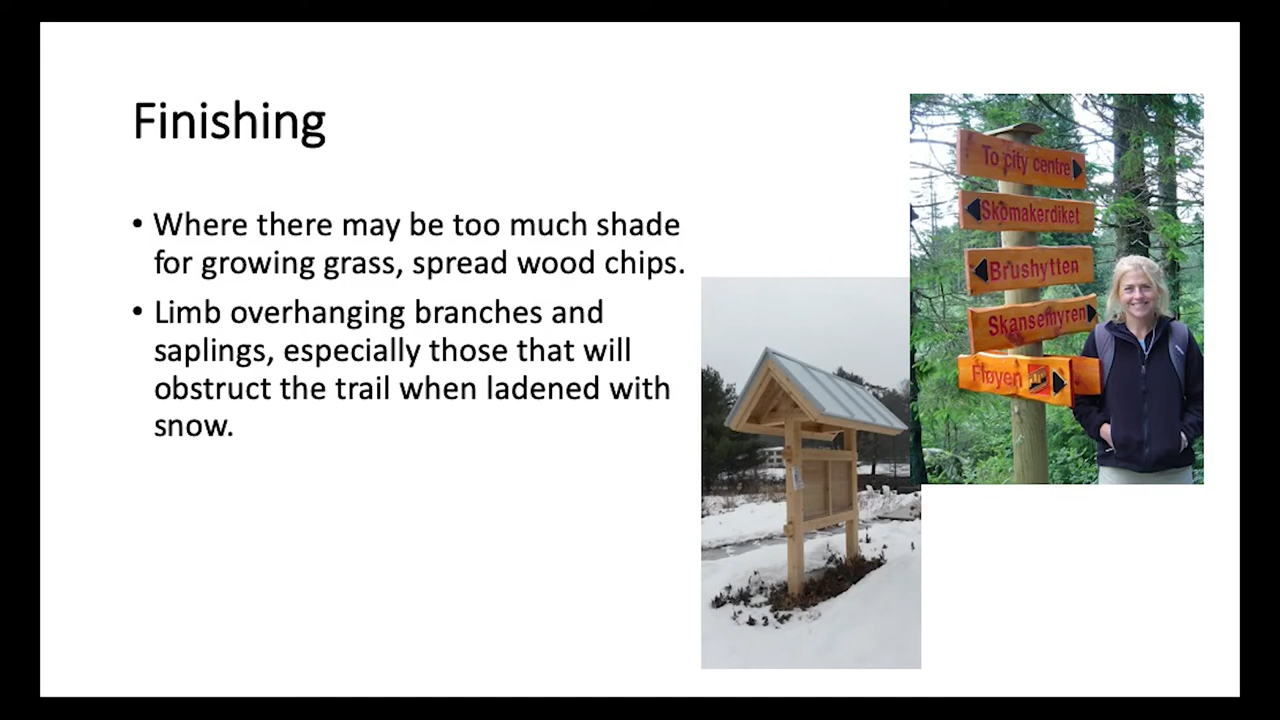 Finishing
• Where there may be too much shade
for growing grass, spread wood chips.
• Limb overhanging branches and
saplings, especially those that will
obstruct the trail when ladened with
snow.
To city centre
Skomakerdiket
Brushytten
Skansemyren
Fløyen